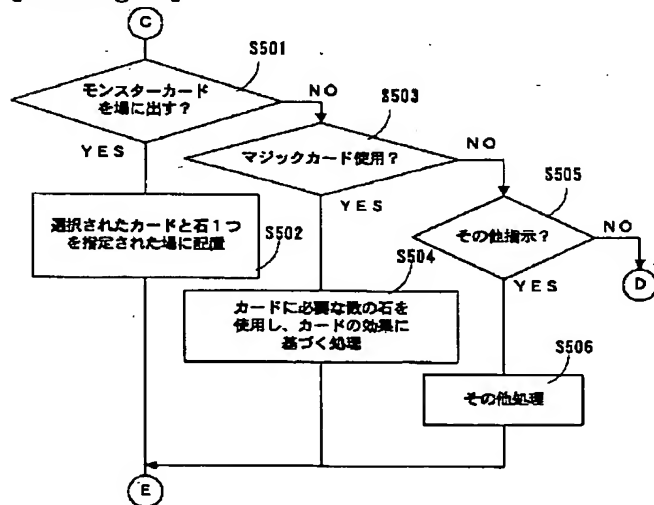 C
S501
モンスターカード
を場に出す？
NO
YES
S503
マジックカード使用？
NO
YES
S505
その他指示？
NO
YES
D
選択されたカードと石１つ
を指定された場に配置
S502
S504
カードに必要な数の石を
使用し、カードの効果に
基づく処理
S506
その他処理
E